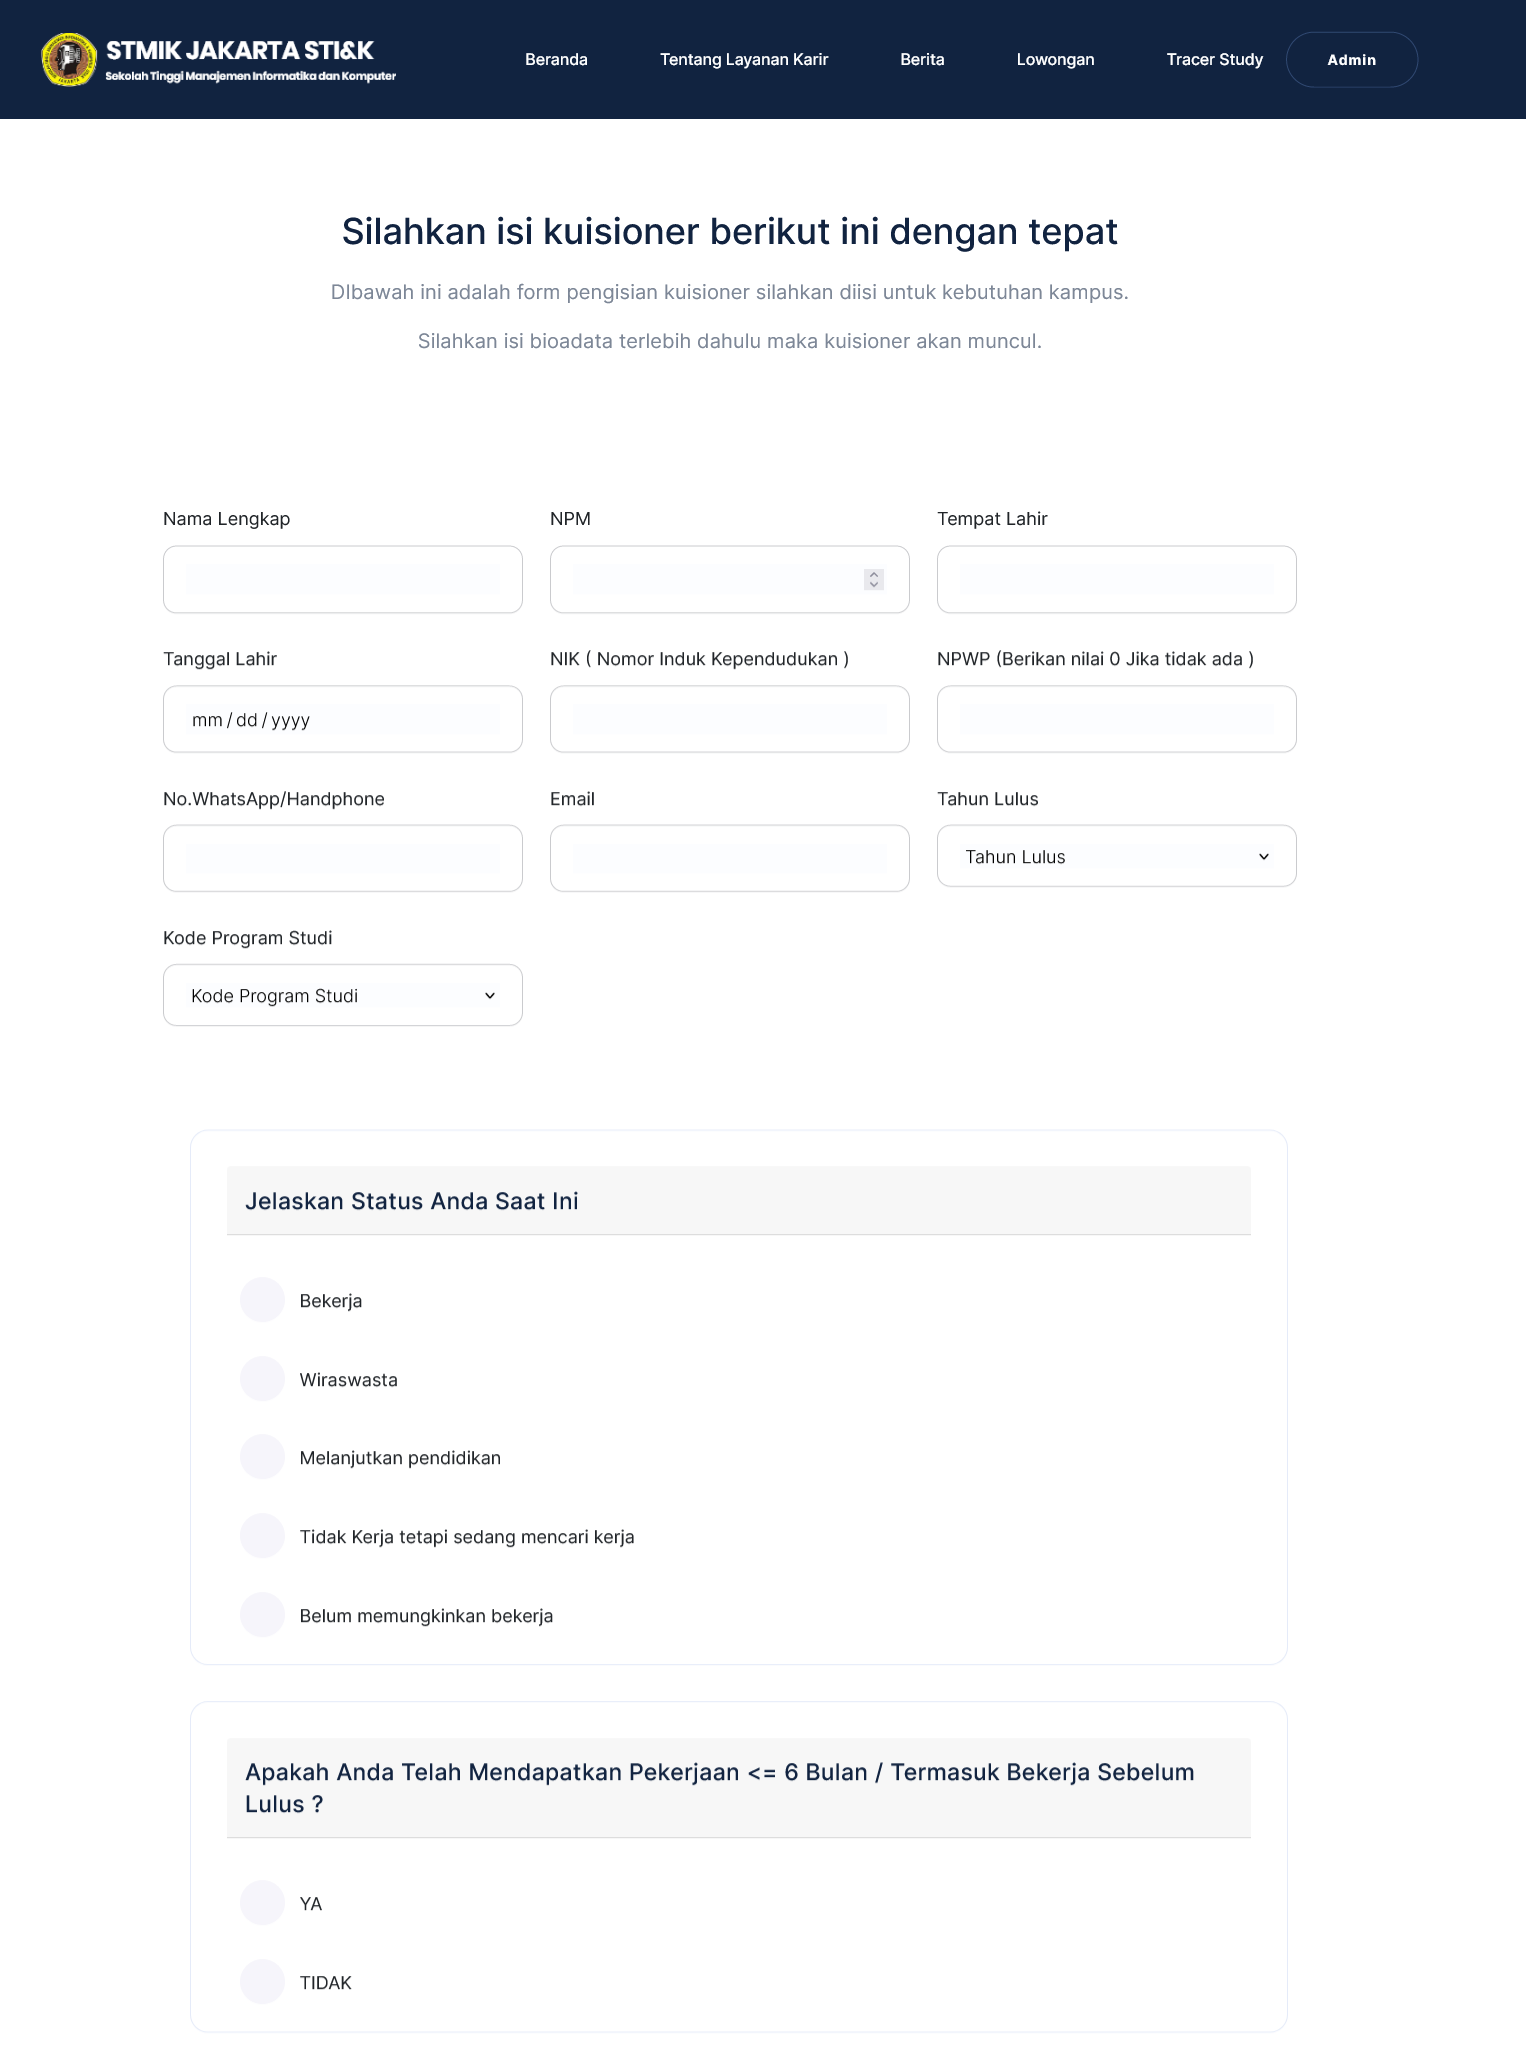 STMIK JAKARTA STI&K
Sekolah Tinggi Manajemen Informatika dan Komputer
Beranda
Tentang Layanan Karir
Berita
Lowongan
Tracer Study
Admin
Silahkan isi kuisioner berikut ini dengan tepat
DIbawah ini adalah form pengisian kuisioner silahkan diisi untuk kebutuhan kampus.
Silahkan isi bioadata terlebih dahulu maka kuisioner akan muncul.
Nama Lengkap
NPM
Tempat Lahir
Tanggal Lahir
NIK ( Nomor Induk Kependudukan )
NPWP (Berikan nilai 0 Jika tidak ada )
mm / dd / yyyy
No.WhatsApp/Handphone
Email
Tahun Lulus
Tahun Lulus
Kode Program Studi
Kode Program Studi
Jelaskan Status Anda Saat Ini
Bekerja
Wiraswasta
Melanjutkan pendidikan
Tidak Kerja tetapi sedang mencari kerja
Belum memungkinkan bekerja
Apakah Anda Telah Mendapatkan Pekerjaan <= 6 Bulan / Termasuk Bekerja Sebelum
Lulus ?
YA
TIDAK